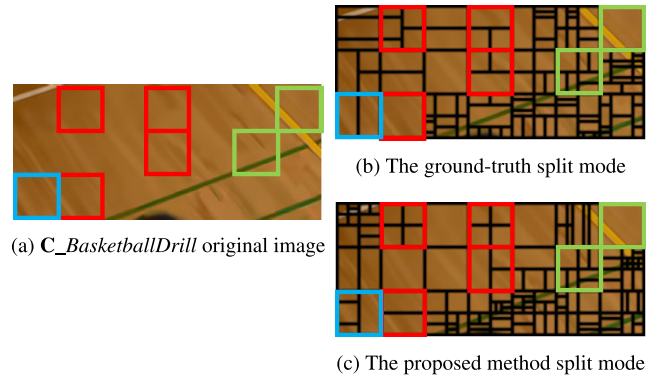 (a) C_BasketballDrill original image
(b) The ground-truth split mode
(c) The proposed method split mode